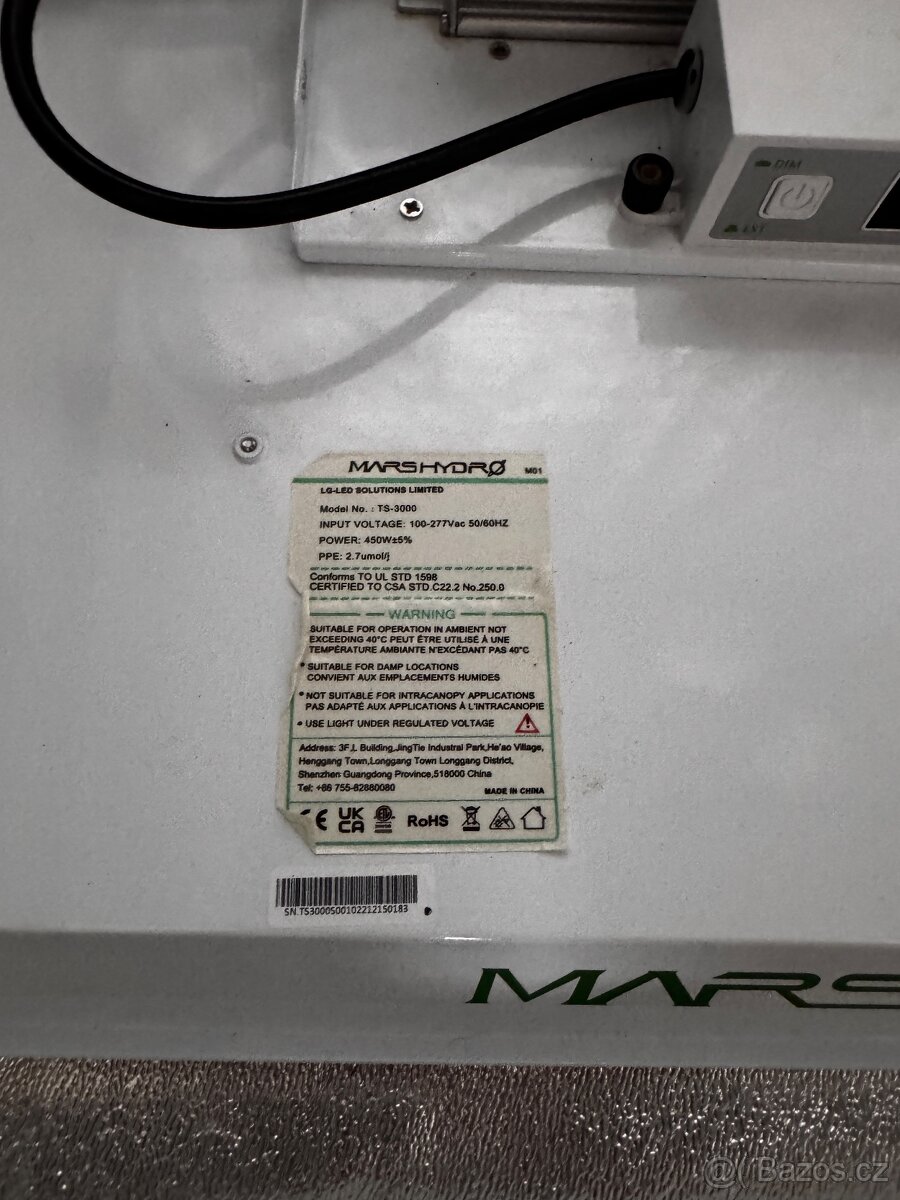 DIM
MARSHYDRO M01
LG-LED SOLUTIONS LIMITED
Model No. : TS-3000
INPUT VOLTAGE: 100-277Vac 50/60HZ
POWER: 450W±5%
PPE: 2.7umol/j
Conforms TO UL STD 1598
CERTIFIED TO CSA STD.C22.2 No.250.0
WARNING
SUITABLE FOR OPERATION IN AMBIENT NOT
EXCEEDING 40°C PEUT ÊTRE UTILISÉ À UNE
TEMPÉRATURE AMBIANTE N'EXCÉDANT PAS 40°C
• SUITABLE FOR DAMP LOCATIONS
CONVIENT AUX EMPLACEMENTS HUMIDES
• NOT SUITABLE FOR INTRACANOPY APPLICATIONS
PAS ADAPTÉ AUX APPLICATIONS À L'INTRACANOPIE
• USE LIGHT UNDER REGULATED VOLTAGE
Address: 3F,L Building,JingTie Industral Park,He'ao Village,
Henggang Town,Longgang Town Longgang District,
Shenzhen Guangdong Province,518000 China
Tel: +86 755-82880080
MADE IN CHINA
CE UK CA RoHS
SN.TS3000S00102212150183
MARS
@ Bazos.cz